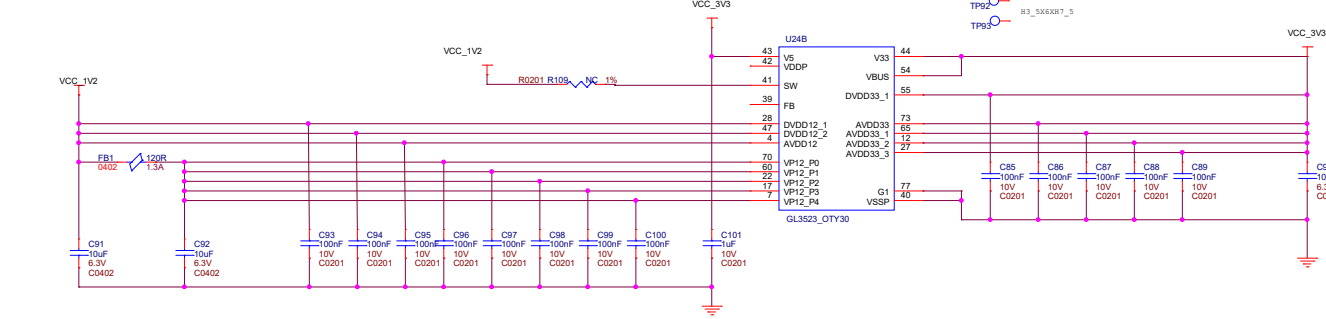 VCC_3V3
TP92
H3_5X6XH7_5
TP93
VCC_3V3
U24B
VCC_1V2
VCC_1V2
R0201 R109 NC 1%
43 V5
42 VDDP
41 SW
39 FB
28 DVDD12_1
47 DVDD12_2
4 AVDD12
70 VP12_P0
60 VP12_P1
22 VP12_P2
17 VP12_P3
7 VP12_P4
V33 44
VBUS 54
DVDD33_1 55
AVDD33 73
AVDD33_1 65
AVDD33_2 12
AVDD33_3 27
G1 77
VSSP 40
GL3523_OTY30
FB1 120R
0402 1.3A
C85
100nF
10V
C0201
C86
100nF
10V
C0201
C87
100nF
10V
C0201
C88
100nF
10V
C0201
C89
100nF
10V
C0201
C91
10uF
6.3V
C0402
C92
10uF
6.3V
C0402
C93
100nF
10V
C0201
C94
100nF
10V
C0201
C95
100nF
10V
C0201
C96
100nF
10V
C0201
C97
100nF
10V
C0201
C98
100nF
10V
C0201
C99
100nF
10V
C0201
C100
100nF
10V
C0201
C101
1uF
10V
C0201